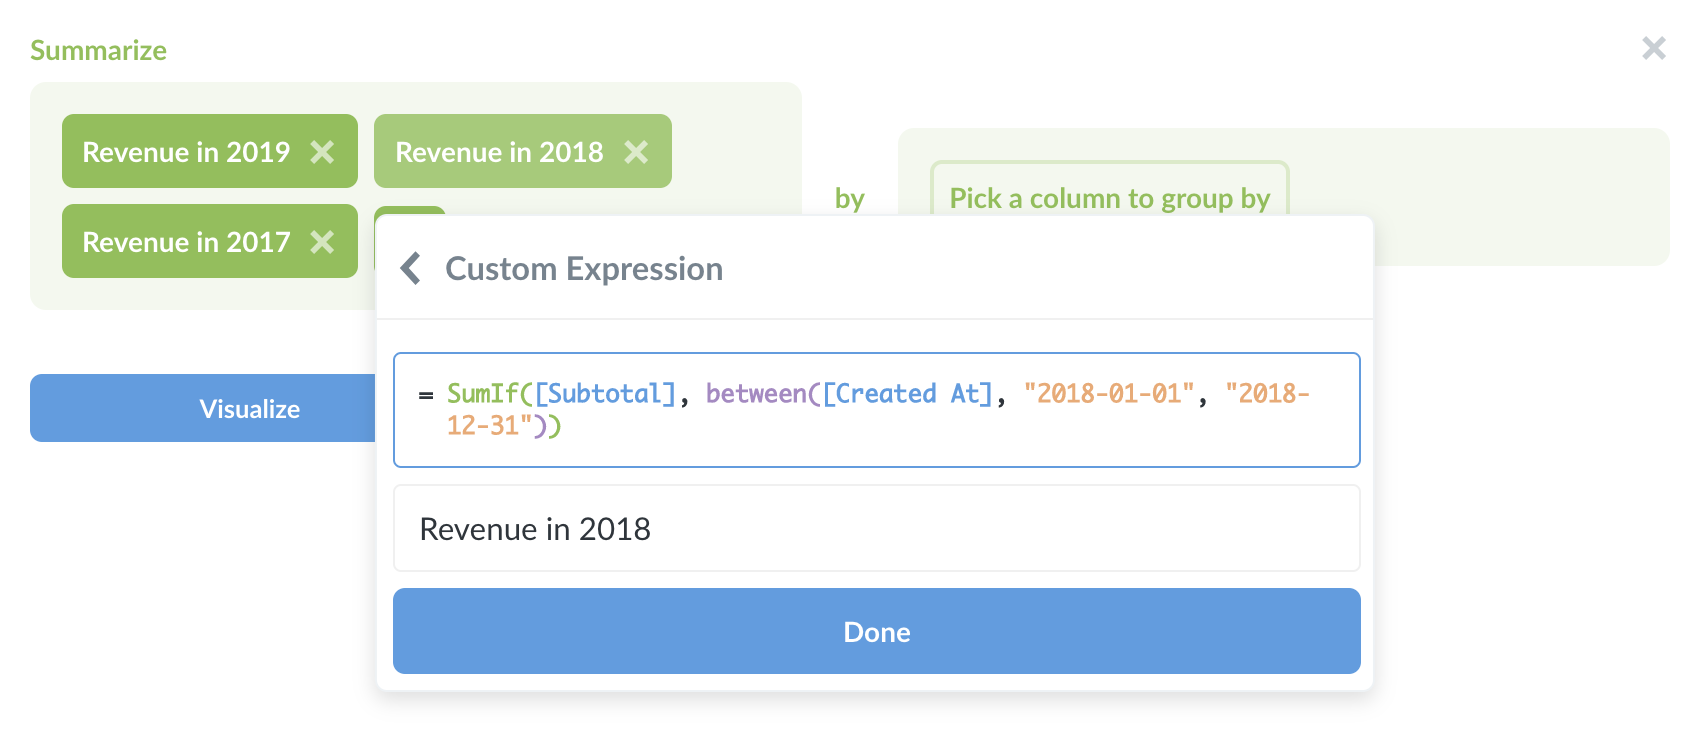 Summarize
Revenue in 2019
Revenue in 2018
Revenue in 2017
by
Pick a column to group by
Custom Expression
= SumIf([Subtotal], between([Created At], "2018-01-01", "2018-
12-31"))
Revenue in 2018
Done
Visualize